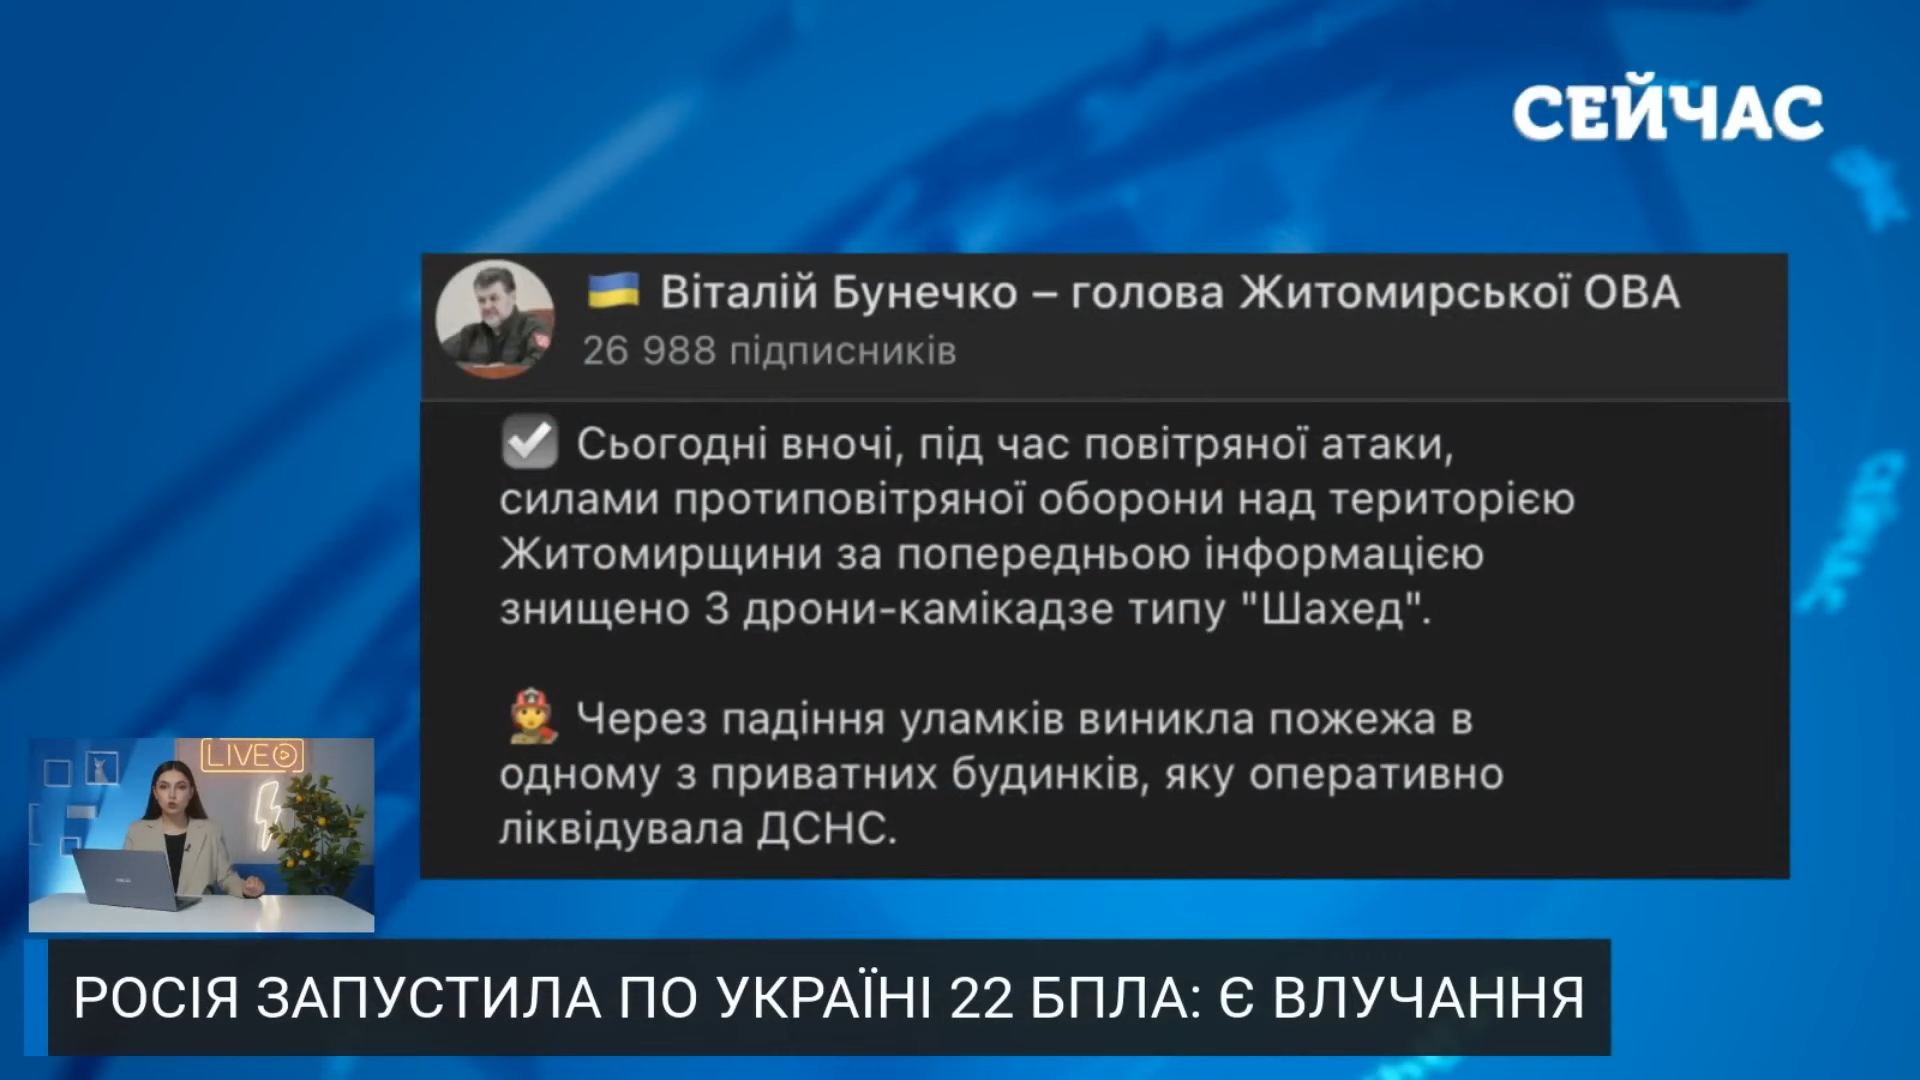 СЕЙЧАС
Віталій Бунечко – голова Житомирської ОВА
26 988 підписників
Сьогодні вночі, під час повітряної атаки,
силами протиповітряної оборони над територією
Житомирщини за попередньою інформацією
знищено 3 дрони-камікадзе типу "Шахед".
Через падіння уламків виникла пожежа в
одному з приватних будинків, яку оперативно
ліквідувала ДСНС.
LIVE
РОСІЯ ЗАПУСТИЛА ПО УКРАЇНІ 22 БПЛА: Є ВЛУЧАННЯ